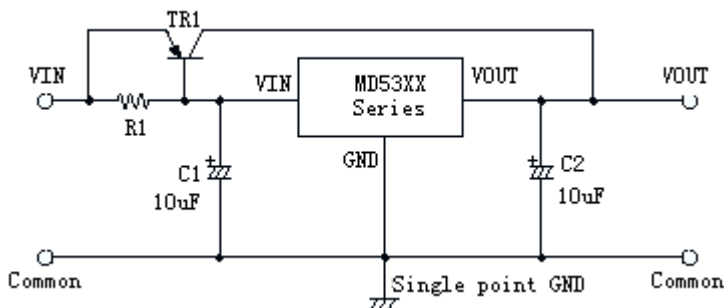 TR1
VIN
VIN
MD53XX
Series
VOUT
VOUT
R1
GND
C1
10uF
C2
10uF
+
+
Common
Single point GND
Common